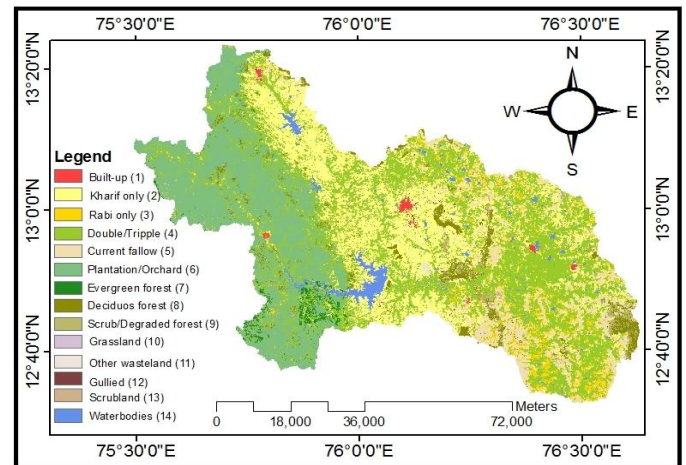 75°30'0"E 76°0'0"E 76°30'0"E
13°20'0"N 13°20'0"N
N
W E
S
Legend
Built-up (1)
Kharif only (2)
Rabi only (3)
Double/Tripple (4)
Current fallow (5)
Plantation/Orchard (6)
Evergreen forest (7)
Deciduos forest (8)
Scrub/Degraded forest (9)
Grassland (10)
Other wasteland (11)
Gullied (12)
Scrubland (13)
Waterbodies (14)
13°0'0"N 13°0'0"N
12°40'0"N 12°40'0"N
Meters
0 18,000 36,000 72,000
75°30'0"E 76°0'0"E 76°30'0"E